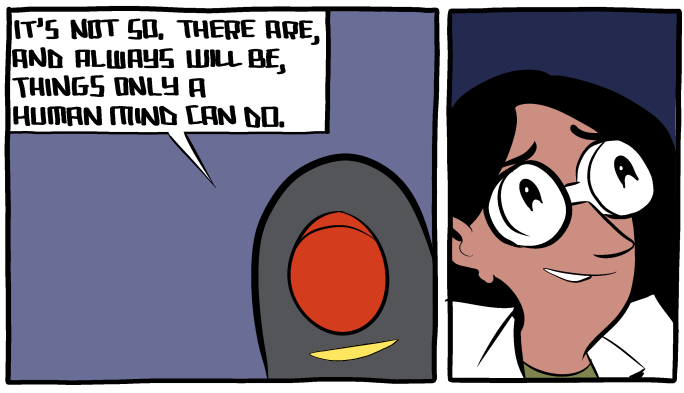 IT'S NOT SO. THERE ARE,
AND ALWAYS WILL BE,
THINGS ONLY A
HUMAN MIND CAN DO.